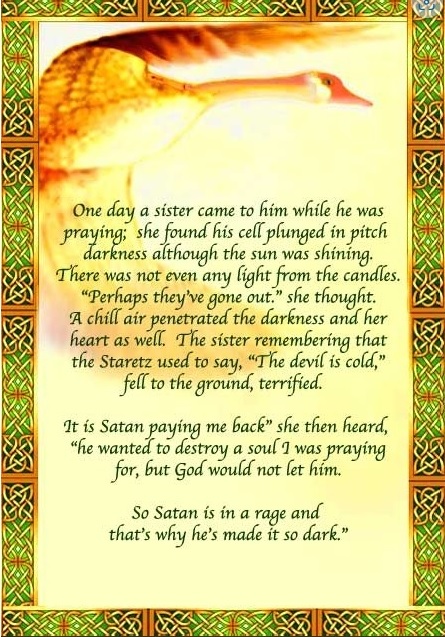 One day a sister came to him while he was
praying;  she found his cell plunged in pitch
darkness although the sun was shining.
There was not even any light from the candles.
“Perhaps they've gone out.” she thought.
A chill air penetrated the darkness and her
heart as well.  The sister remembering that
the Staretz used to say, “The devil is cold,”
fell to the ground, terrified.

It is Satan paying me back” she then heard,
“he wanted to destroy a soul I was praying
for, but God would not let him.

So Satan is in a rage and
that's why he's made it so dark.”